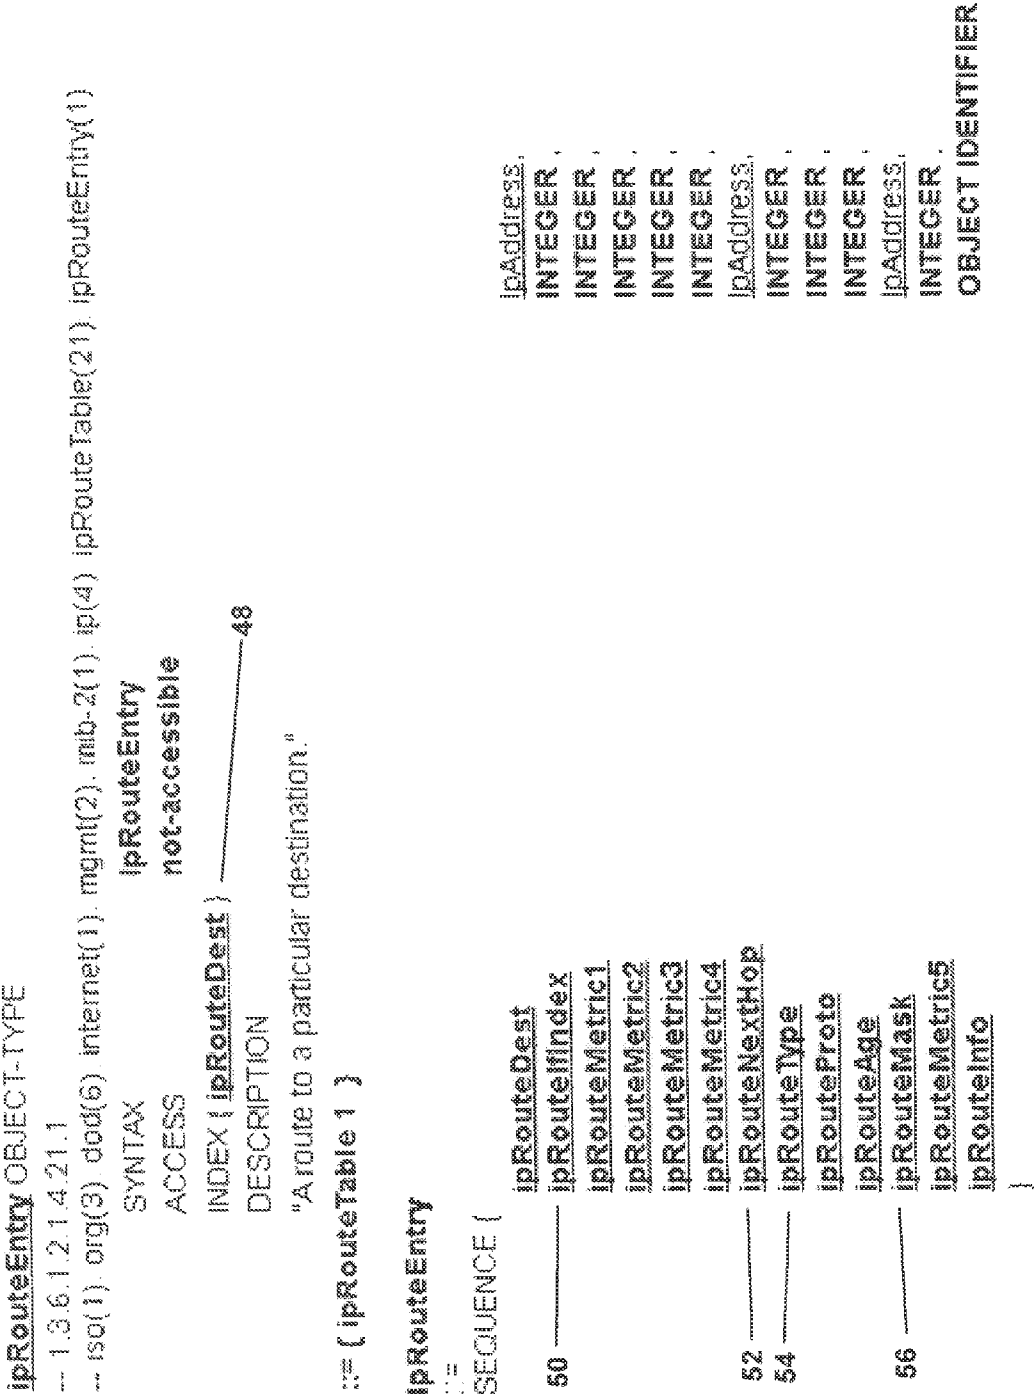 ipRouteEntry OBJECT-TYPE
-- 1.3.6.1.2.1.4.21.1
-- iso(1). org(3). dod(6). internet(1). mgmt(2). mib-2(1). ip(4). ipRouteTable(21). ipRouteEntry(1)
SYNTAX IpRouteEntry
ACCESS not-accessible
INDEX { ipRouteDest } 48
DESCRIPTION
"A route to a particular destination."
::= { ipRouteTable 1 }
IpRouteEntry
::=
SEQUENCE {
ipRouteDest IpAddress,
50 ipRouteIfIndex INTEGER ,
ipRouteMetric1 INTEGER ,
ipRouteMetric2 INTEGER ,
ipRouteMetric3 INTEGER ,
ipRouteMetric4 INTEGER ,
52 ipRouteNextHop IpAddress,
54 ipRouteType INTEGER ,
ipRouteProto INTEGER ,
ipRouteAge INTEGER ,
56 ipRouteMask IpAddress,
ipRouteMetric5 INTEGER ,
ipRouteInfo OBJECT IDENTIFIER
}